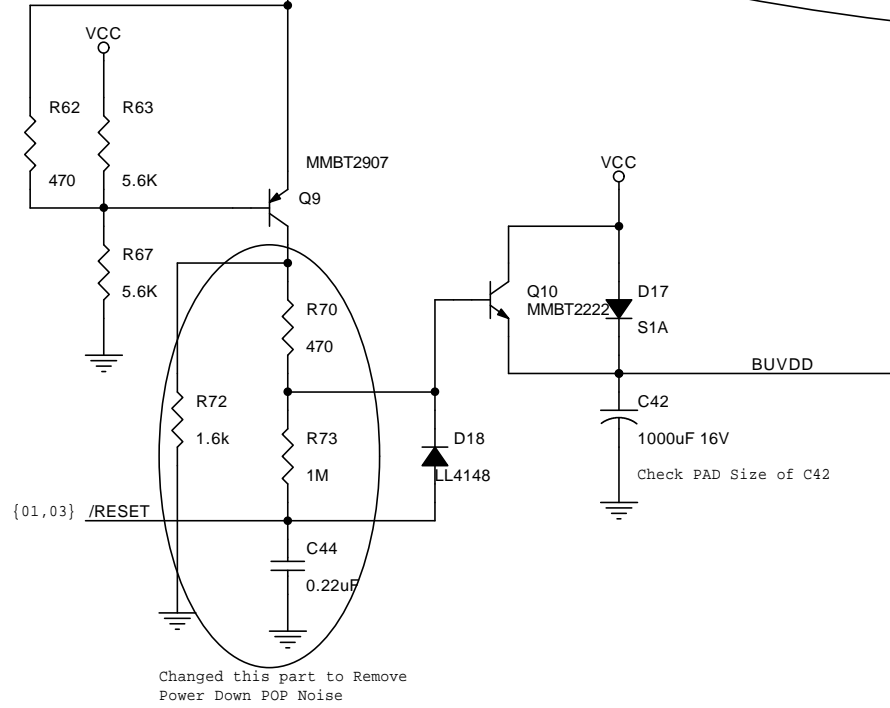 VCC
R62
R63
470
5.6K
MMBT2907
Q9
VCC
R67
5.6K
Q10
MMBT2222
D17
S1A
R70
470
BUVDD
R72
1.6k
R73
1M
D18
LL4148
C42
1000uF 16V
Check PAD Size of C42
{01,03} /RESET
C44
0.22uF
Changed this part to Remove
Power Down POP Noise